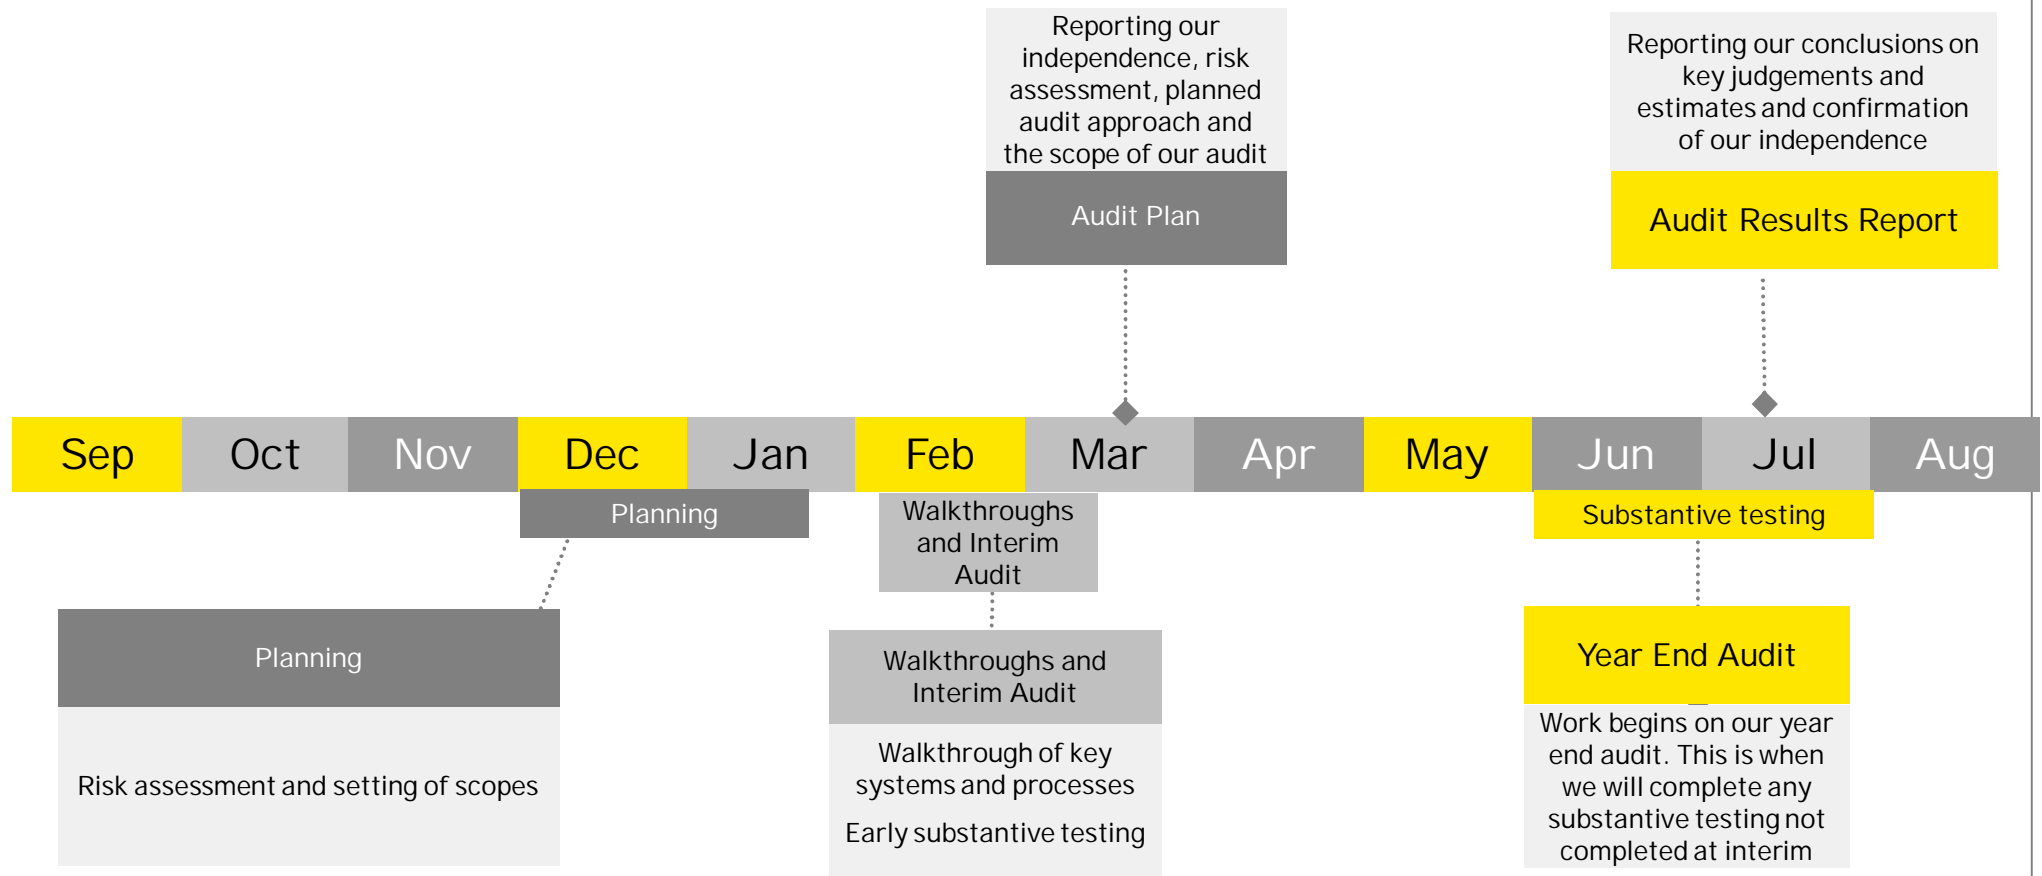 Reporting our
independence, risk
assessment, planned
audit approach and
the scope of our audit
Audit Plan
Reporting our conclusions on
key judgements and
estimates and confirmation
of our independence
Audit Results Report
Sep Oct Nov Dec Jan Feb Mar Apr May Jun Jul Aug
Planning
Walkthroughs
and Interim
Audit
Substantive testing
Planning
Risk assessment and setting of scopes
Walkthroughs and
Interim Audit
Walkthrough of key
systems and processes
Early substantive testing
Year End Audit
Work begins on our year
end audit. This is when
we will complete any
substantive testing not
completed at interim